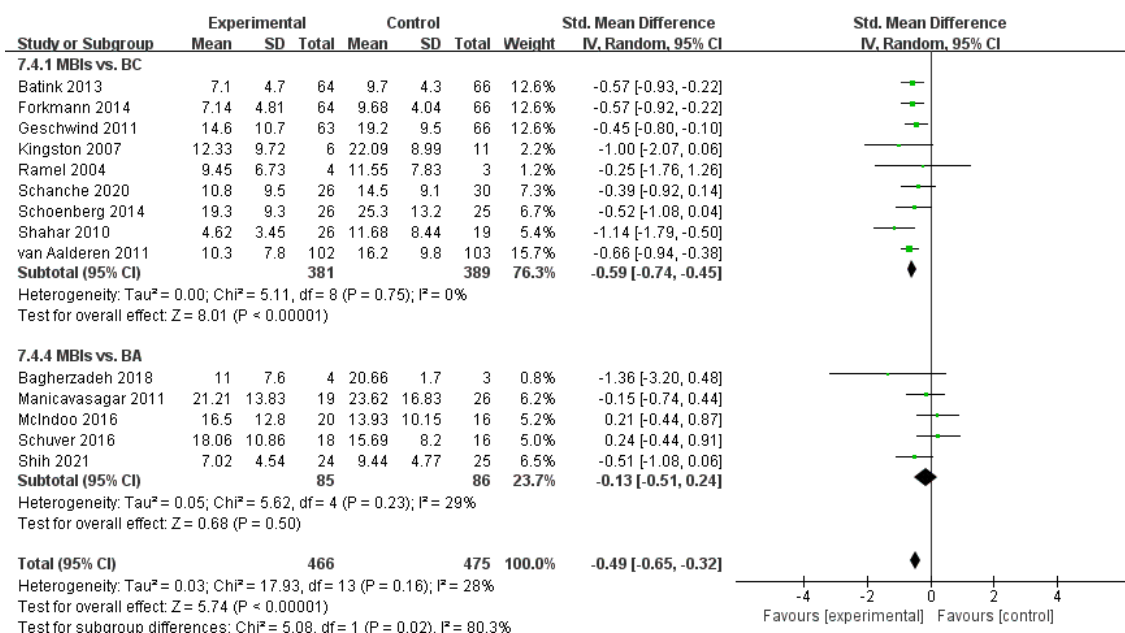 Experimental Control Std. Mean Difference Std. Mean Difference
Study or Subgroup Mean SD Total Mean SD Total Weight IV, Random, 95% CI IV, Random, 95% CI
7.4.1 MBIs vs. BC
Batink 2013 7.1 4.7 64 9.7 4.3 66 12.6% -0.57 [-0.93, -0.22]
Forkmann 2014 7.14 4.81 64 9.68 4.04 66 12.6% -0.57 [-0.92, -0.22]
Geschwind 2011 14.6 10.7 63 19.2 9.5 66 12.6% -0.45 [-0.80, -0.10]
Kingston 2007 12.33 9.72 6 22.09 8.99 11 2.2% -1.00 [-2.07, 0.06]
Ramel 2004 9.45 6.73 4 11.55 7.83 3 1.2% -0.25 [-1.76, 1.26]
Schanche 2020 10.8 9.5 26 14.5 9.1 30 7.3% -0.39 [-0.92, 0.14]
Schoenberg 2014 19.3 9.3 26 25.3 13.2 25 6.7% -0.52 [-1.08, 0.04]
Shahar 2010 4.62 3.45 26 11.68 8.44 19 5.4% -1.14 [-1.79, -0.50]
van Aalderen 2011 10.3 7.8 102 16.2 9.8 103 15.7% -0.66 [-0.94, -0.38]
Subtotal (95% CI) 381 389 76.3% -0.59 [-0.74, -0.45]
Heterogeneity: Tau² = 0.00; Chi² = 5.11, df = 8 (P = 0.75); I² = 0%
Test for overall effect: Z = 8.01 (P < 0.00001)
7.4.4 MBIs vs. BA
Bagherzadeh 2018 11 7.6 4 20.66 1.7 3 0.8% -1.36 [-3.20, 0.48]
Manicavasagar 2011 21.21 13.83 19 23.62 16.83 26 6.2% -0.15 [-0.74, 0.44]
McIndoo 2016 16.5 12.8 20 13.93 10.15 16 5.2% 0.21 [-0.44, 0.87]
Schuver 2016 18.06 10.86 18 15.69 8.2 16 5.0% 0.24 [-0.44, 0.91]
Shih 2021 7.02 4.54 24 9.44 4.77 25 6.5% -0.51 [-1.08, 0.06]
Subtotal (95% CI) 85 86 23.7% -0.13 [-0.51, 0.24]
Heterogeneity: Tau² = 0.05; Chi² = 5.62, df = 4 (P = 0.23); I² = 29%
Test for overall effect: Z = 0.68 (P = 0.50)
Total (95% CI) 466 475 100.0% -0.49 [-0.65, -0.32]
Heterogeneity: Tau² = 0.03; Chi² = 17.93, df = 13 (P = 0.16); I² = 28%
Test for overall effect: Z = 5.74 (P < 0.00001)
Test for subgroup differences: Chi² = 5.08, df = 1 (P = 0.02), I² = 80.3%
-4 -2 0 2 4
Favours [experimental] Favours [control]